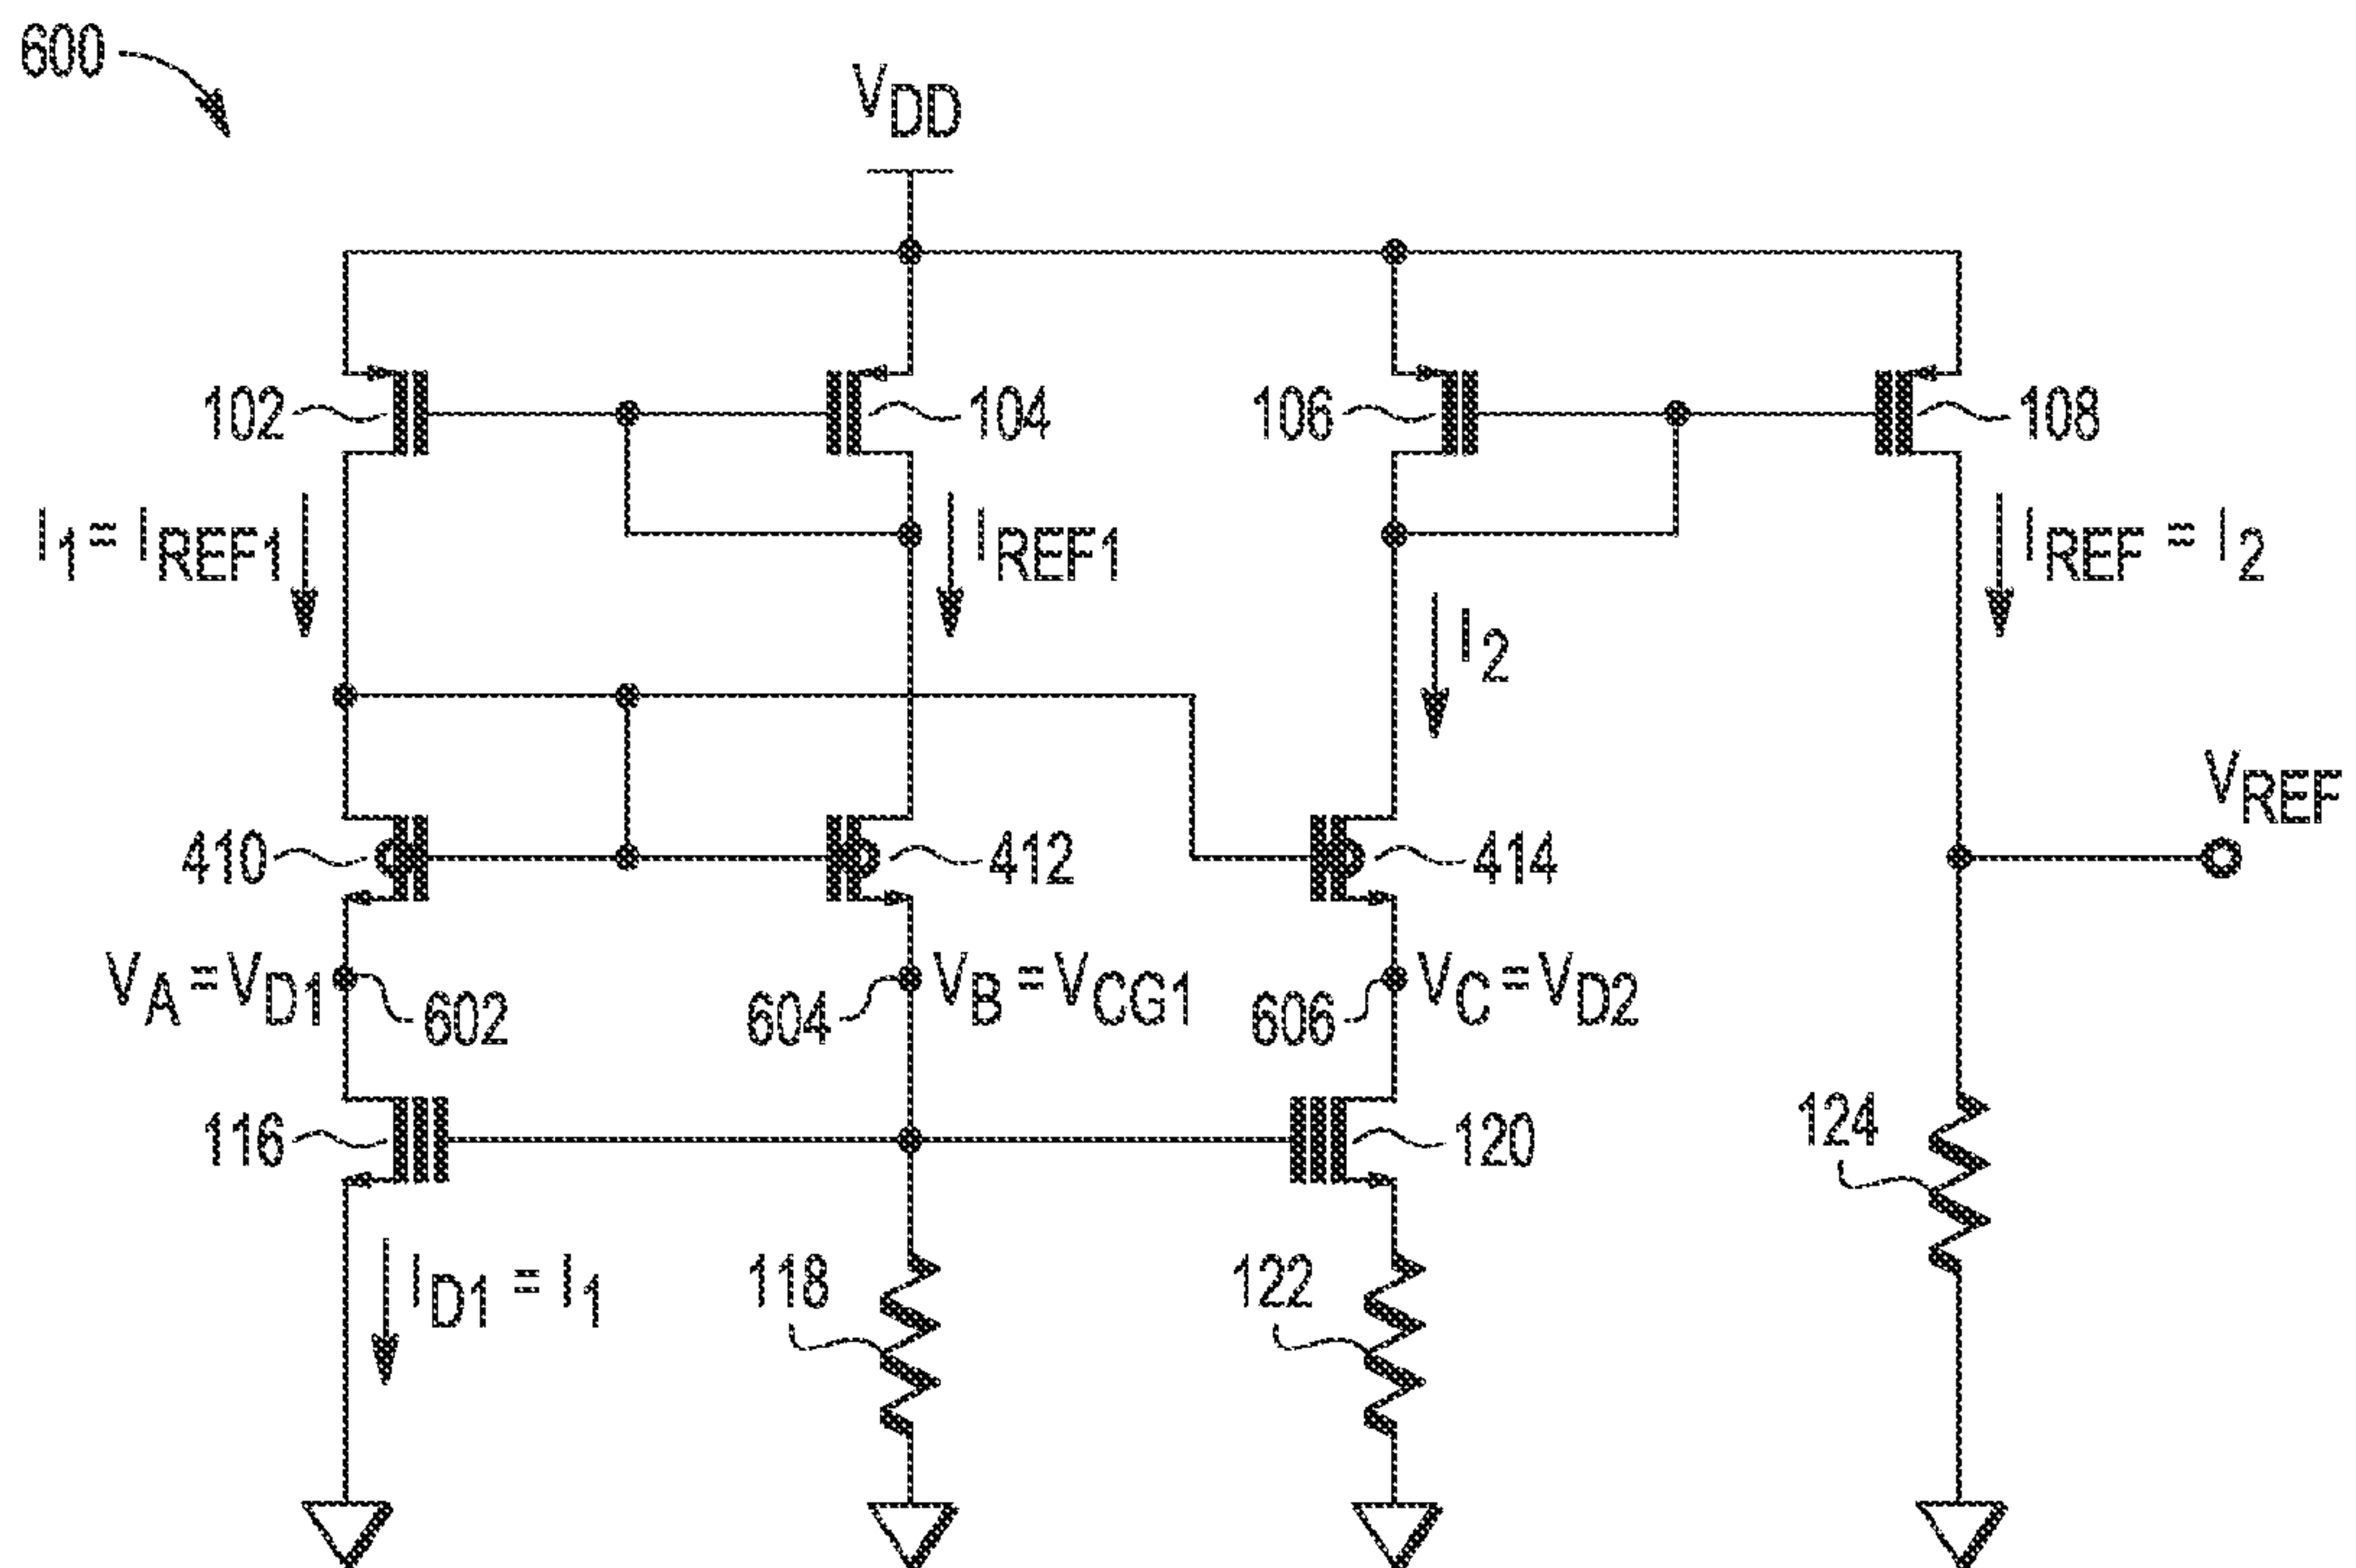 600
VDD
102
104
106
108
I1 = IREF1
IREF1
I2
IREF = I2
VREF
410
412
414
VA = VD1
602
604
VB = VCG1
606
VC = VD2
116
120
124
ID1 = I1
118
122